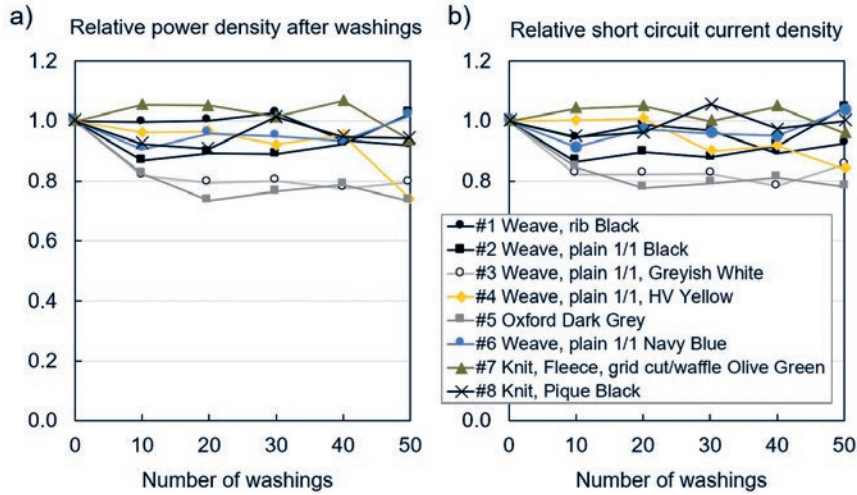 a) Relative power density after washings
1.2
1.0
0.8
0.6
0.4
0.2
0.0
0 10 20 30 40 50
Number of washings
b) Relative short circuit current density
1.2
1.0
0.8
0.6
0.4
0.2
0.0
#1 Weave, rib Black
#2 Weave, plain 1/1 Black
#3 Weave, plain 1/1, Greyish White
#4 Weave, plain 1/1, HV Yellow
#5 Oxford Dark Grey
#6 Weave, plain 1/1 Navy Blue
#7 Knit, Fleece, grid cut/waffle Olive Green
#8 Knit, Pique Black
0 10 20 30 40 50
Number of washings